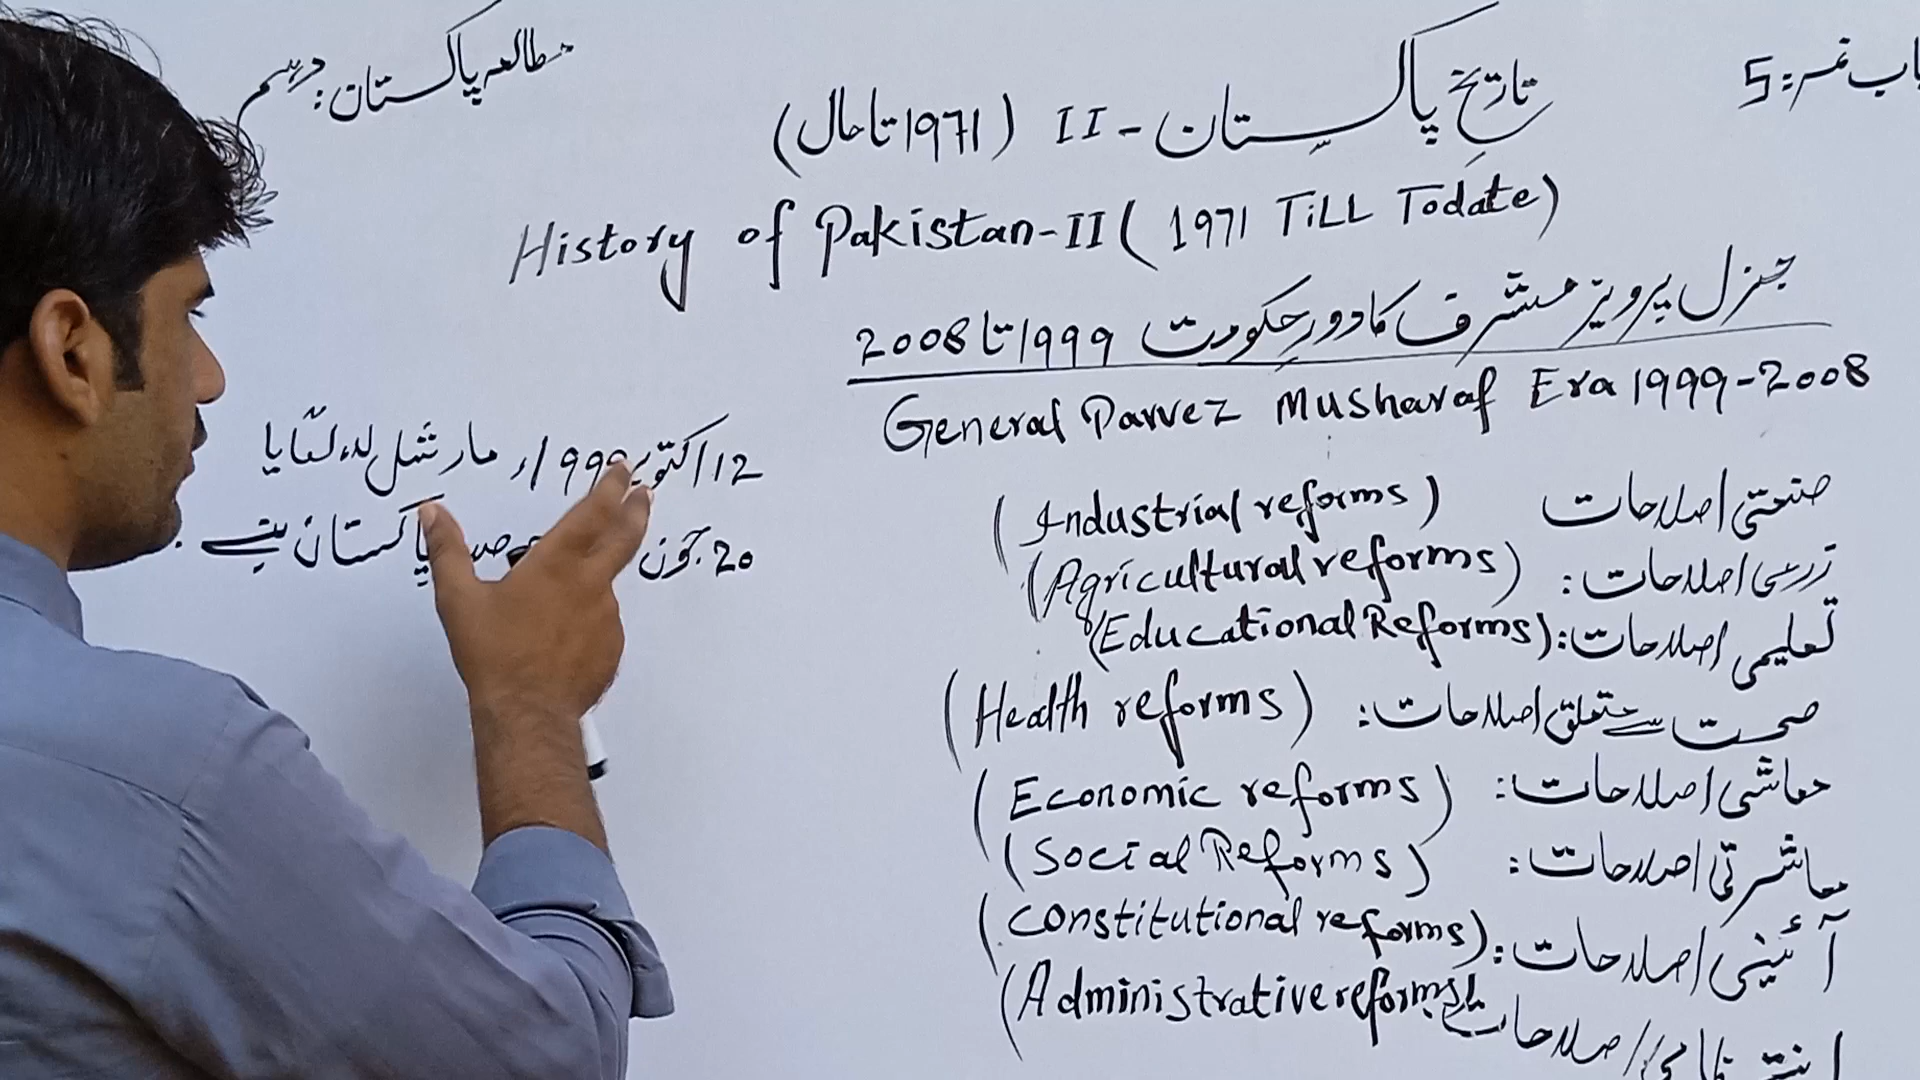 باب نمبر: 5
مطالعہ پاکستان: دہم
تاریخِ پاکستان - II (1971 تا حال)
History of Pakistan-II ( 1971 TiLL Todate)
جنرل پرویز مشرف کا دورِ حکومت 1999 تا 2008
General Parvez Musharaf Era 1999-2008
صنعتی اصلاحات (Industrial reforms)
زرعی اصلاحات: (Agricultural reforms)
تعلیمی اصلاحات: (Educational Reforms)
صحت سے متعلق اصلاحات: (Health reforms)
معاشی اصلاحات: (Economic reforms)
معاشرتی اصلاحات: (Social Reforms)
آئینی اصلاحات: (Constitutional reforms)
انتظامی اصلاحات (Administrative reforms)
12 اکتوبر 1999ء مارشل لاء لگایا
20 جون صدر پاکستان بنے